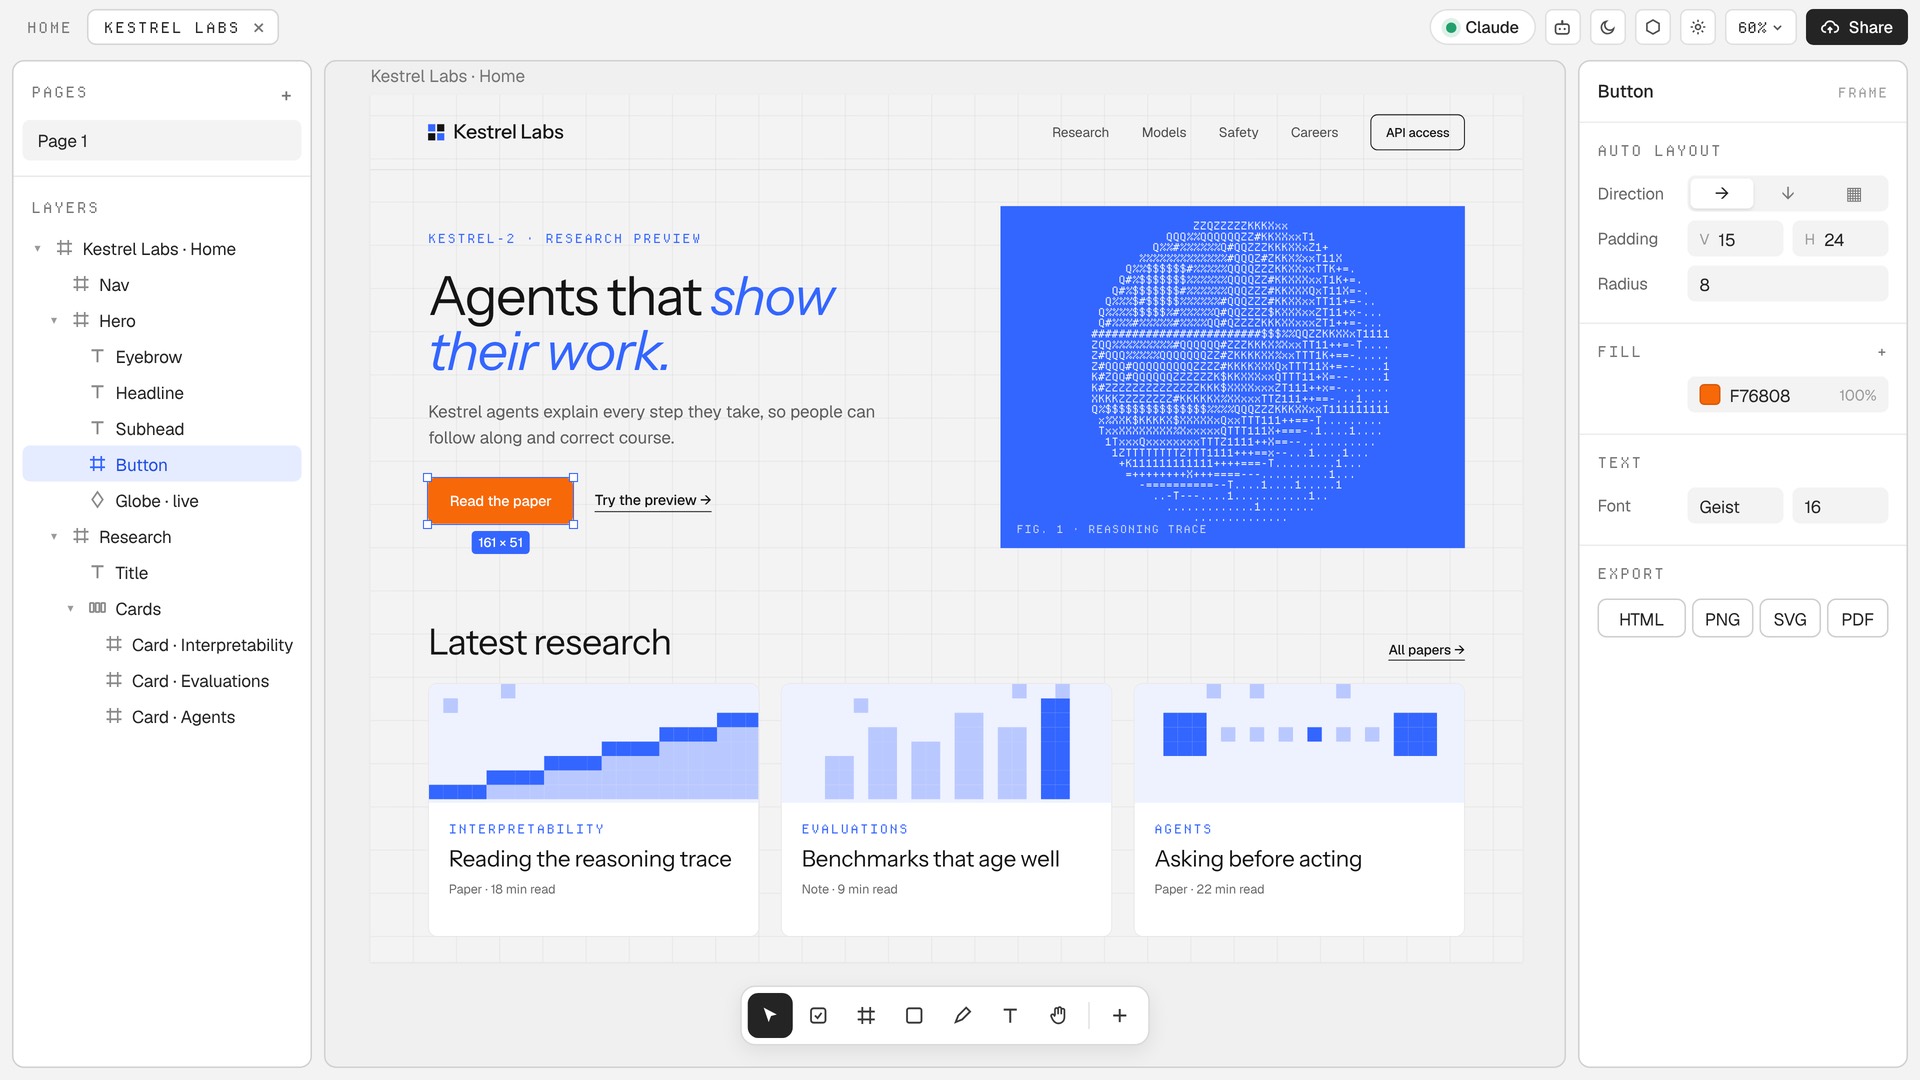 HOME
KESTREL LABS
Claude
60%
Share
PAGES
Page 1
LAYERS
Kestrel Labs · Home
Nav
Hero
Eyebrow
Headline
Subhead
Button
Globe · live
Research
Title
Cards
Card · Interpretability
Card · Evaluations
Card · Agents
Kestrel Labs · Home
Kestrel Labs
Research
Models
Safety
Careers
API access
KESTREL-2 · RESEARCH PREVIEW
Agents that show
their work.
Kestrel agents explain every step they take, so people can
follow along and correct course.
Read the paper
Try the preview →
161 × 51
FIG. 1 · REASONING TRACE
Latest research
All papers →
INTERPRETABILITY
Reading the reasoning trace
Paper · 18 min read
EVALUATIONS
Benchmarks that age well
Note · 9 min read
AGENTS
Asking before acting
Paper · 22 min read
Button
FRAME
AUTO LAYOUT
Direction
Padding
V 15
H 24
Radius
8
FILL
F76808
100%
TEXT
Font
Geist
16
EXPORT
HTML
PNG
SVG
PDF